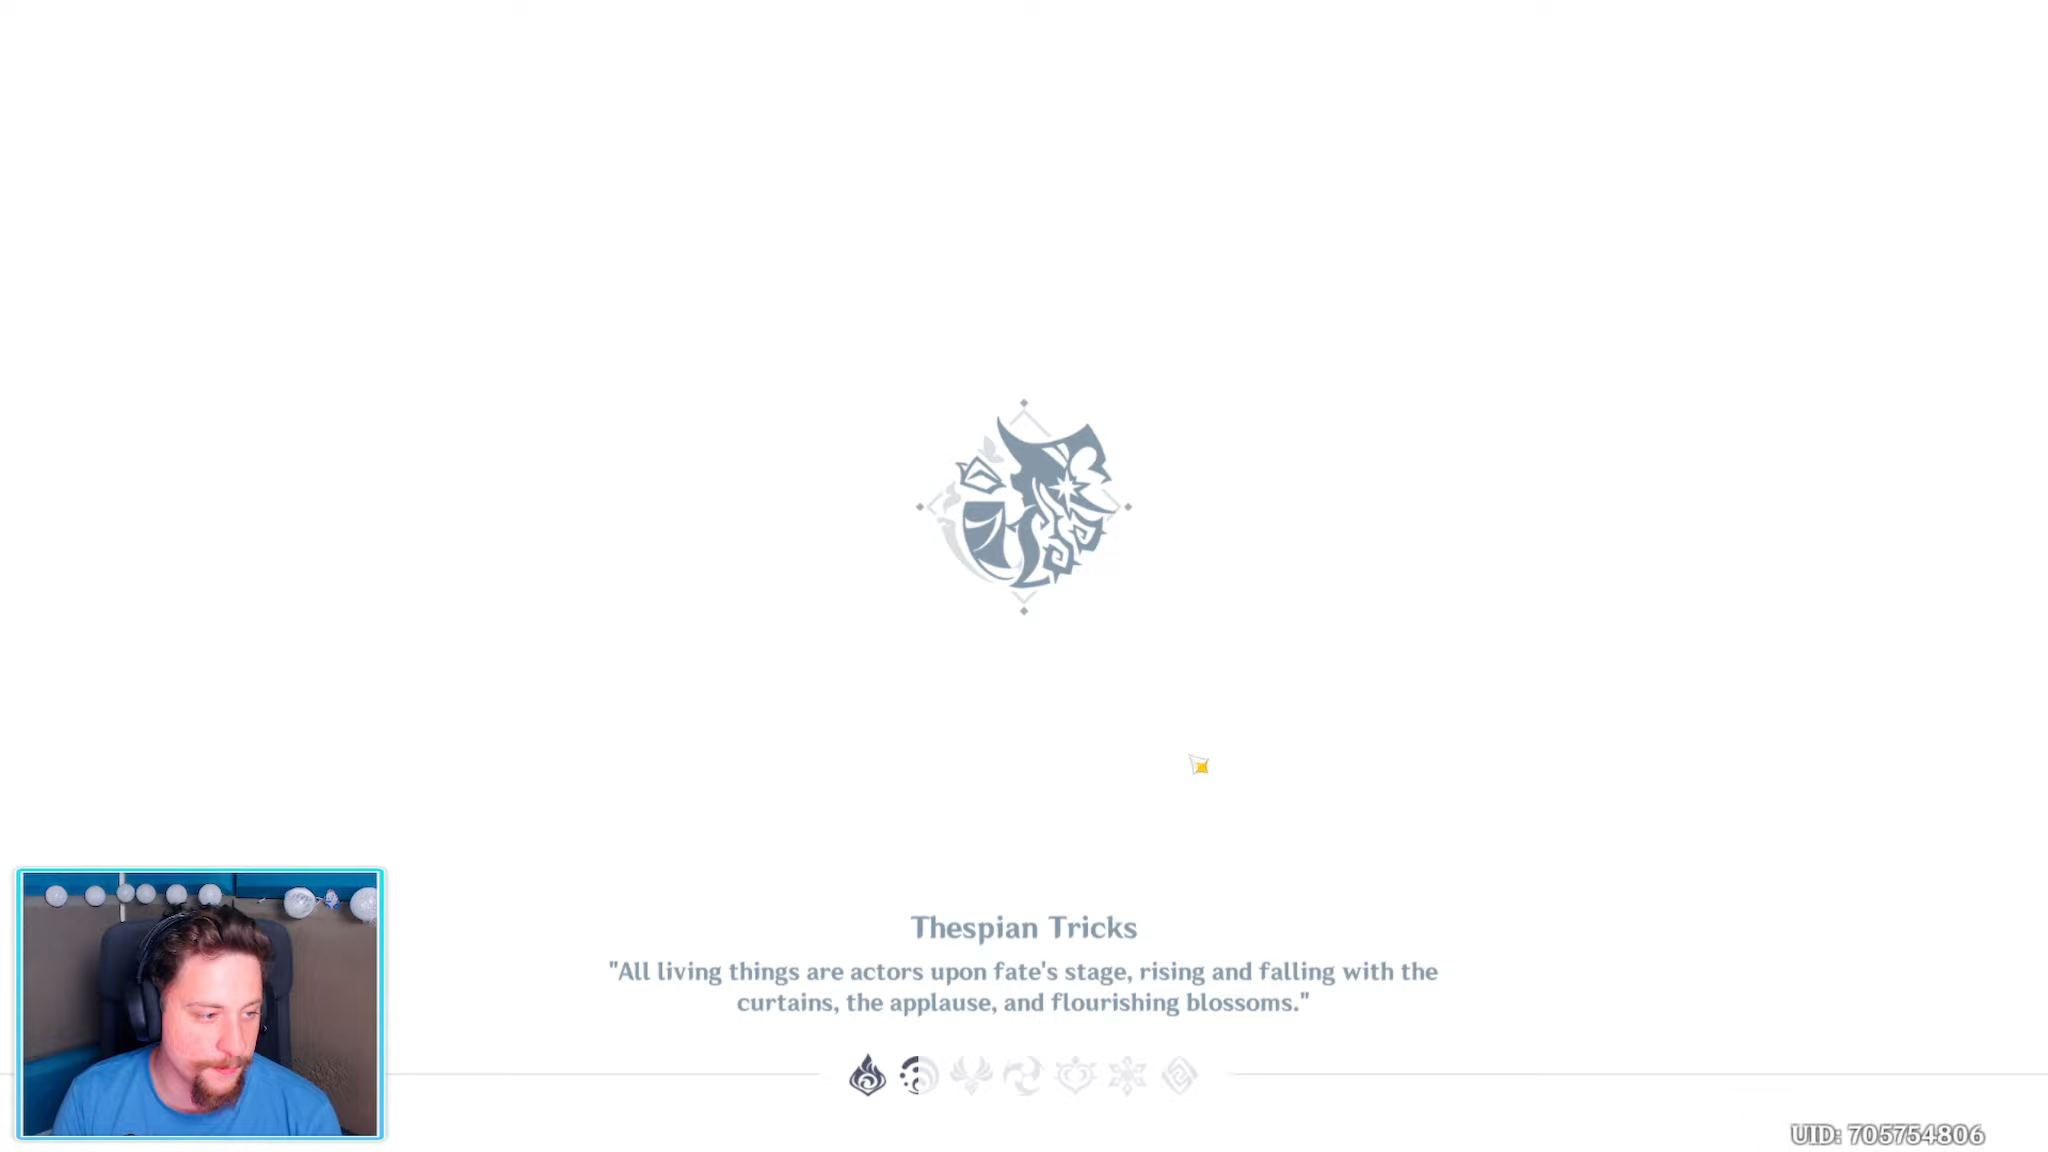 Thespian Tricks
"All living things are actors upon fate's stage, rising and falling with the
curtains, the applause, and flourishing blossoms."
UID: 705754806